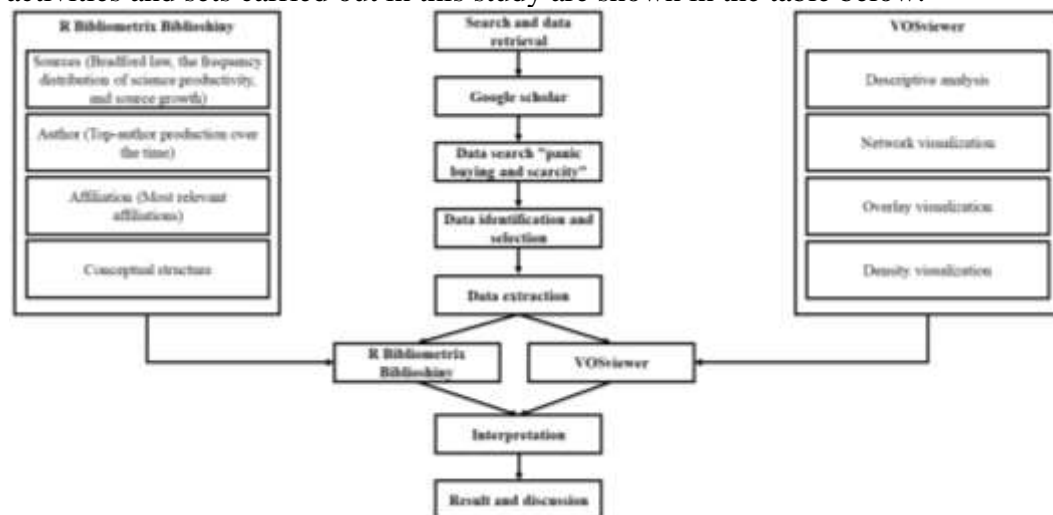 activities and sets carried out in this study are shown in the table below.
R Bibliometrix Biblioshiny
Sources (Bradford law, the frequency
distribution of science productivity,
and source growth)
Author (Top-author production over
the time)
Affiliation (Most relevant
affiliations)
Conceptual structure
Search and data
retrieval
Google scholar
Data search "panic
buying and scarcity"
Data identification and
selection
Data extraction
R Bibliometrix
Biblioshiny
VOSviewer
Interpretation
Result and discussion
VOSviewer
Descriptive analysis
Network visualization
Overlay visualization
Density visualization